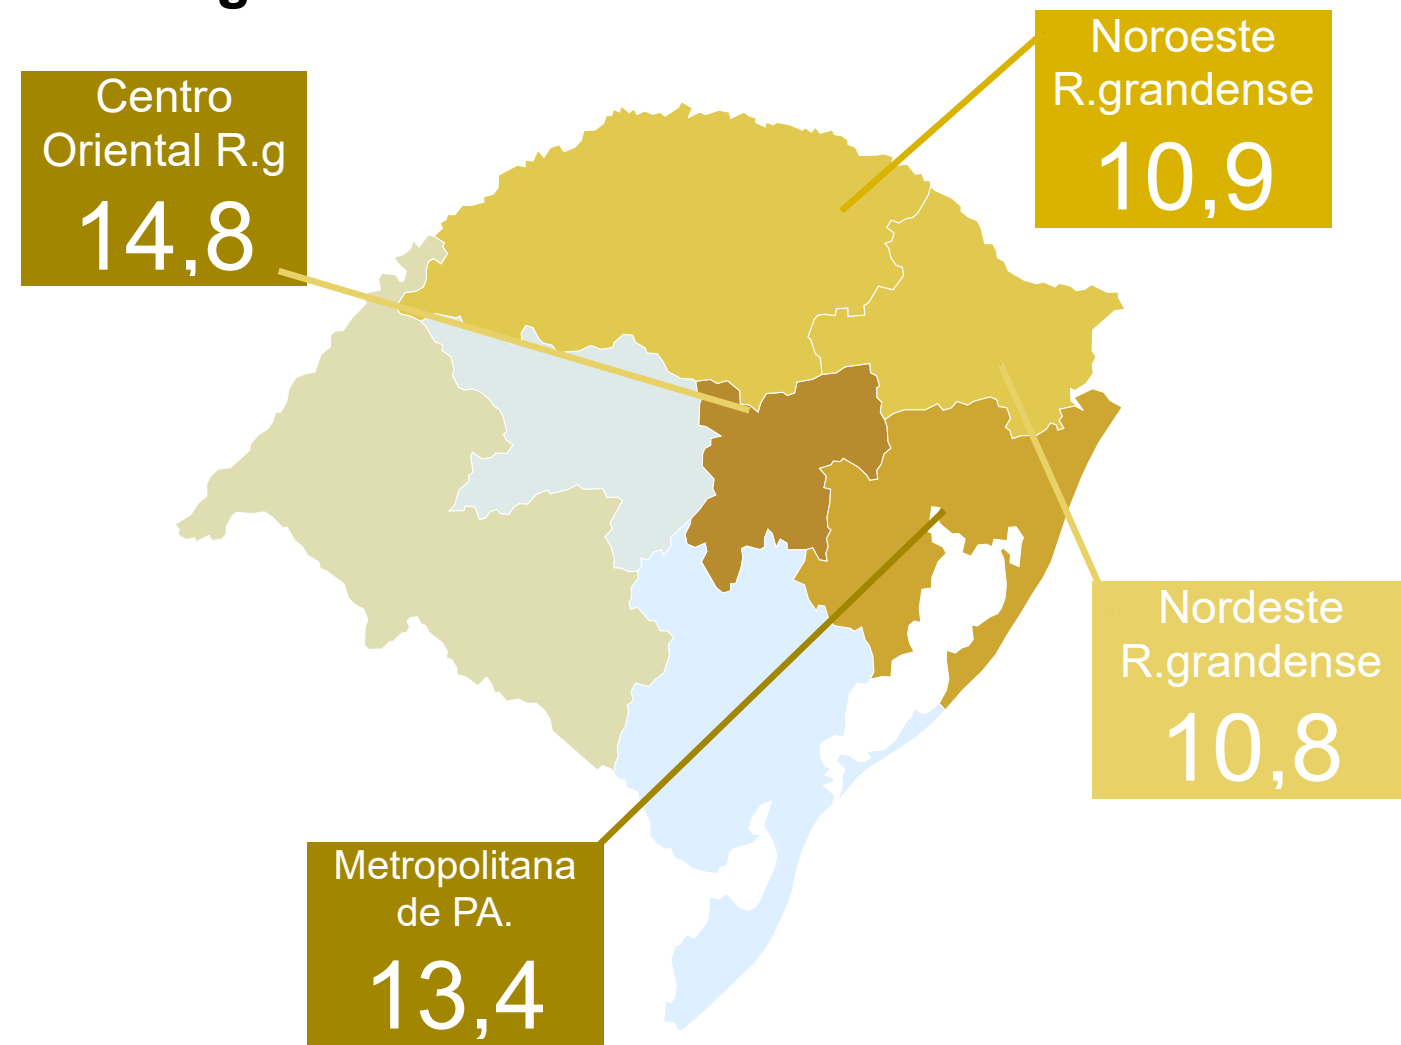 Noroeste
R.grandense
10,9
Centro
Oriental R.g
14,8
Nordeste
R.grandense
10,8
Metropolitana
de PA.
13,4